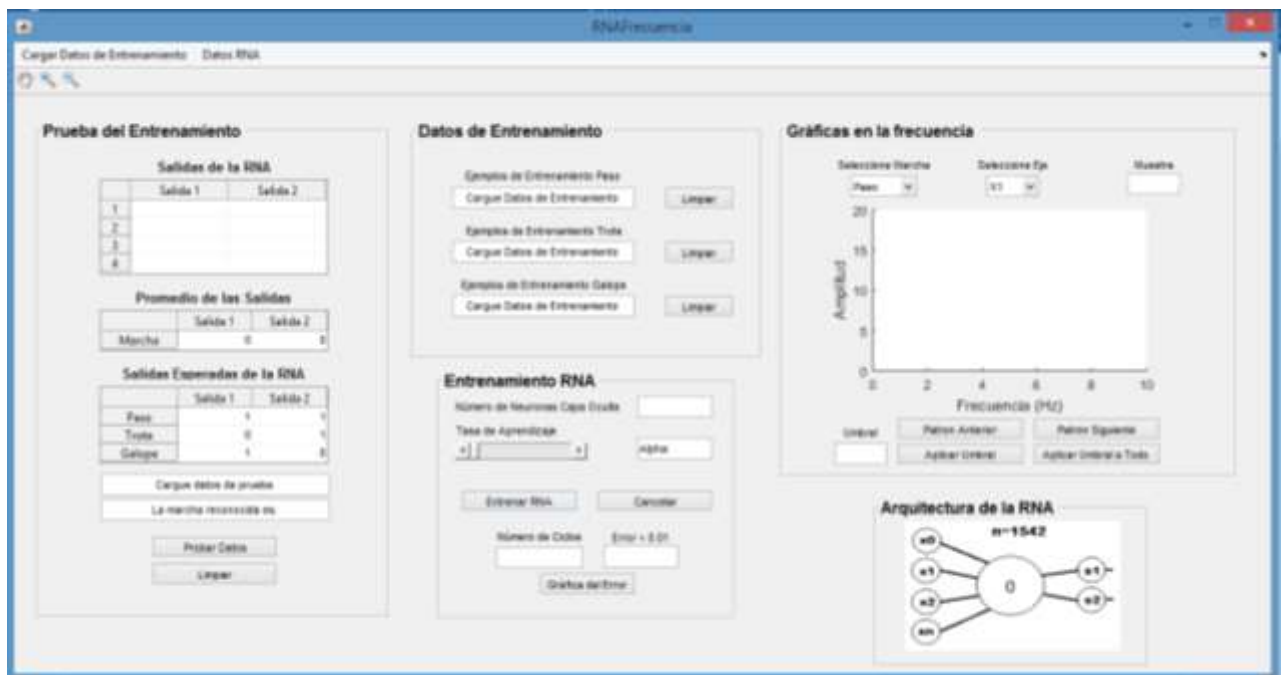 RNAFrecuencia
Cargar Datos de Entrenamiento Datos RNA
Prueba del Entrenamiento
Salidas de la RNA
Salida 1 Salida 2
1
2
3
4
Promedio de las Salidas
Salida 1 Salida 2
Marcha 0 0
Salidas Esperadas de la RNA
Salida 1 Salida 2
Paso 1 1
Trote 0 1
Galope 1 0
Cargue datos de prueba
La marcha reconocida es
Probar Datos
Limpiar
Datos de Entrenamiento
Ejemplos de Entrenamiento Paso
Cargue Datos de Entrenamiento Limpiar
Ejemplos de Entrenamiento Trote
Cargue Datos de Entrenamiento Limpiar
Ejemplos de Entrenamiento Galope
Cargue Datos de Entrenamiento Limpiar
Entrenamiento RNA
Número de Neuronas Capa Oculta
Tasa de Aprendizaje
Alpha
Entrenar RNA Cancelar
Número de Ciclos Error < 0.01
Gráfica del Error
Gráficas en la frecuencia
Seleccione Marcha Seleccione Eje Muestra
Paso
20
15
10
5
0
Amplitud
0 2 4 6 8 10
Frecuencia (Hz)
Umbral Patron Anterior Patron Siguiente
Aplicar Umbral Aplicar Umbral a Todo
Arquitectura de la RNA
n=1542
x0
x1
x2
xn
0